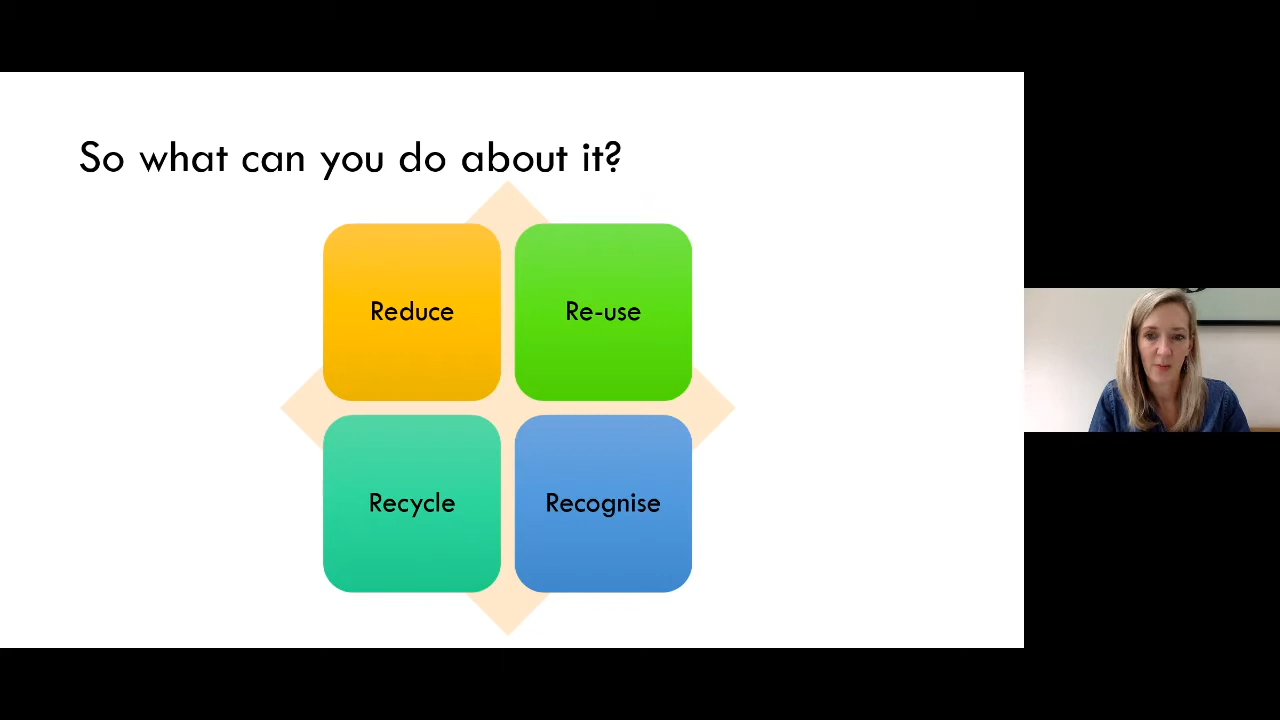 So what can you do about it?
Reduce
Re-use
Recycle
Recognise